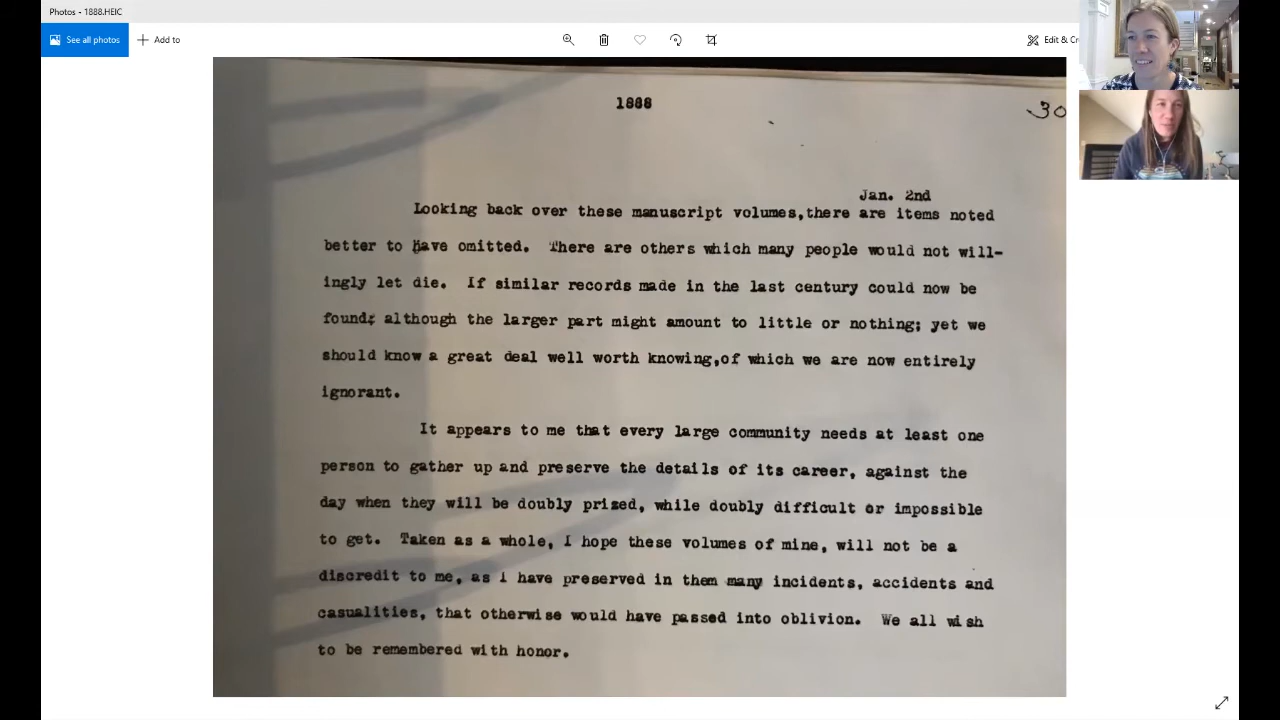 Photos - 1888.HEIC
See all photos
Add to
Edit & Cr
1888
30
Jan. 2nd
Looking back over these manuscript volumes,there are items noted
better to have omitted. There are others which many people would not will-
ingly let die. If similar records made in the last century could now be
found; although the larger part might amount to little or nothing; yet we
should know a great deal well worth knowing,of which we are now entirely
ignorant.
It appears to me that every large community needs at least one
person to gather up and preserve the details of its career, against the
day when they will be doubly prized, while doubly difficult or impossible
to get. Taken as a whole, I hope these volumes of mine, will not be a
discredit to me, as I have preserved in them many incidents, accidents and
casualities, that otherwise would have passed into oblivion. We all wish
to be remembered with honor.